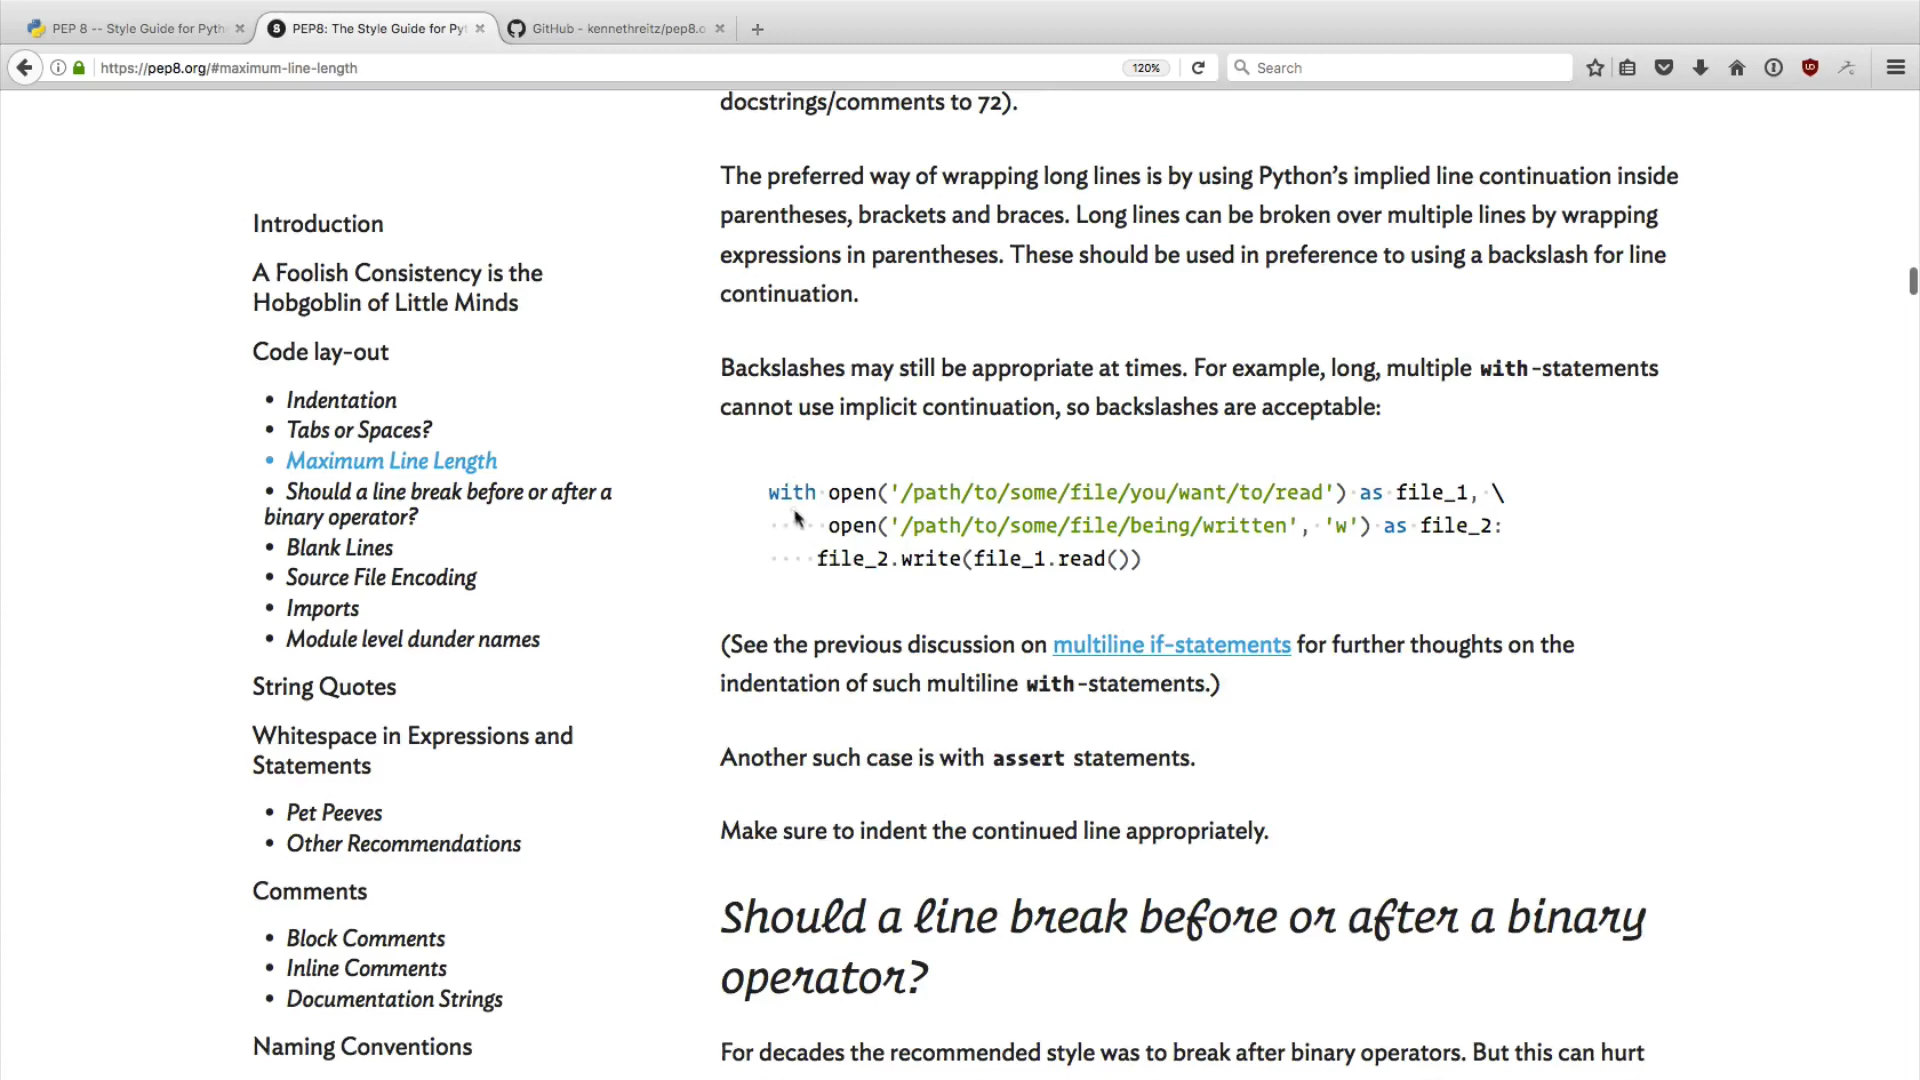 PEP 8 -- Style Guide for Pyth
PEP8: The Style Guide for Pyt
GitHub - kennethreitz/pep8.o
https://pep8.org/#maximum-line-length
120%
Search
docstrings/comments to 72).
The preferred way of wrapping long lines is by using Python’s implied line continuation inside
parentheses, brackets and braces. Long lines can be broken over multiple lines by wrapping
expressions in parentheses. These should be used in preference to using a backslash for line
continuation.
Backslashes may still be appropriate at times. For example, long, multiple with-statements
cannot use implicit continuation, so backslashes are acceptable:
with open('/path/to/some/file/you/want/to/read') as file_1, \
open('/path/to/some/file/being/written', 'w') as file_2:
file_2.write(file_1.read())
(See the previous discussion on multiline if-statements for further thoughts on the
indentation of such multiline with-statements.)
Another such case is with assert statements.
Make sure to indent the continued line appropriately.
Should a line break before or after a binary
operator?
For decades the recommended style was to break after binary operators. But this can hurt
Introduction
A Foolish Consistency is the
Hobgoblin of Little Minds
Code lay-out
• Indentation
• Tabs or Spaces?
• Maximum Line Length
• Should a line break before or after a
binary operator?
• Blank Lines
• Source File Encoding
• Imports
• Module level dunder names
String Quotes
Whitespace in Expressions and
Statements
• Pet Peeves
• Other Recommendations
Comments
• Block Comments
• Inline Comments
• Documentation Strings
Naming Conventions